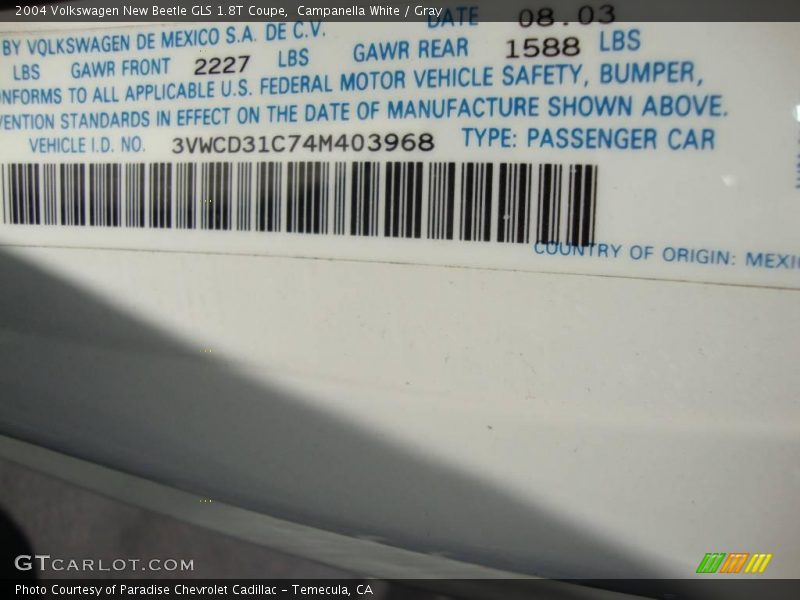 2004 Volkswagen New Beetle GLS 1.8T Coupe,  Campanella White / Gray
DATE 08.03
BY VOLKSWAGEN DE MEXICO S.A. DE C.V.
LBS GAWR FRONT 2227 LBS GAWR REAR 1588 LBS
ONFORMS TO ALL APPLICABLE U.S. FEDERAL MOTOR VEHICLE SAFETY, BUMPER,
VENTION STANDARDS IN EFFECT ON THE DATE OF MANUFACTURE SHOWN ABOVE.
VEHICLE I.D. NO. 3VWCD31C74M403968 TYPE: PASSENGER CAR
COUNTRY OF ORIGIN: MEXIC
GTCARLOT.COM
Photo Courtesy of Paradise Chevrolet Cadillac – Temecula, CA